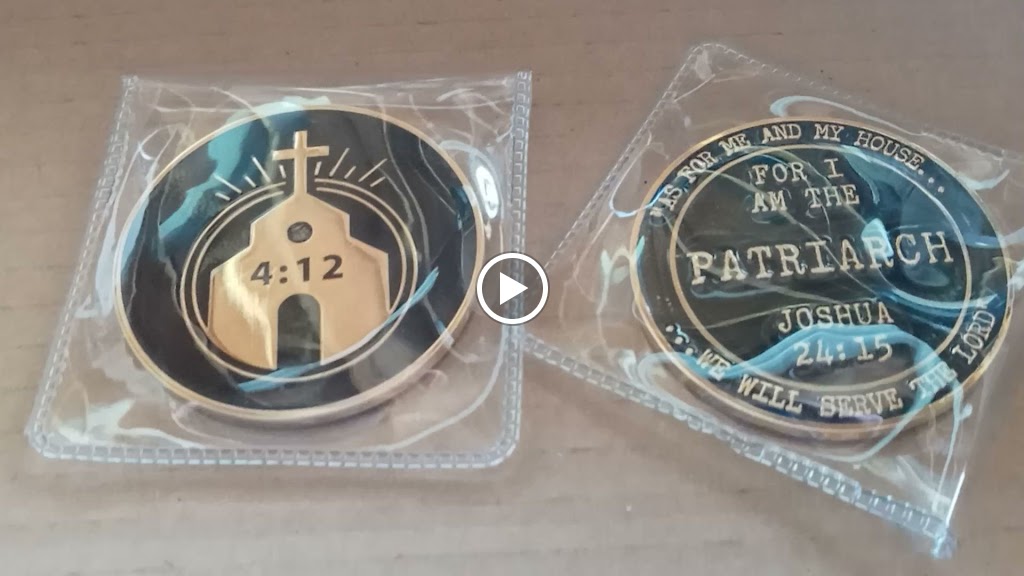 4:12
"AS FOR ME AND MY HOUSE...
FOR I
AM THE
PATRIARCH
JOSHUA
24:15
...WE WILL SERVE THE LORD"